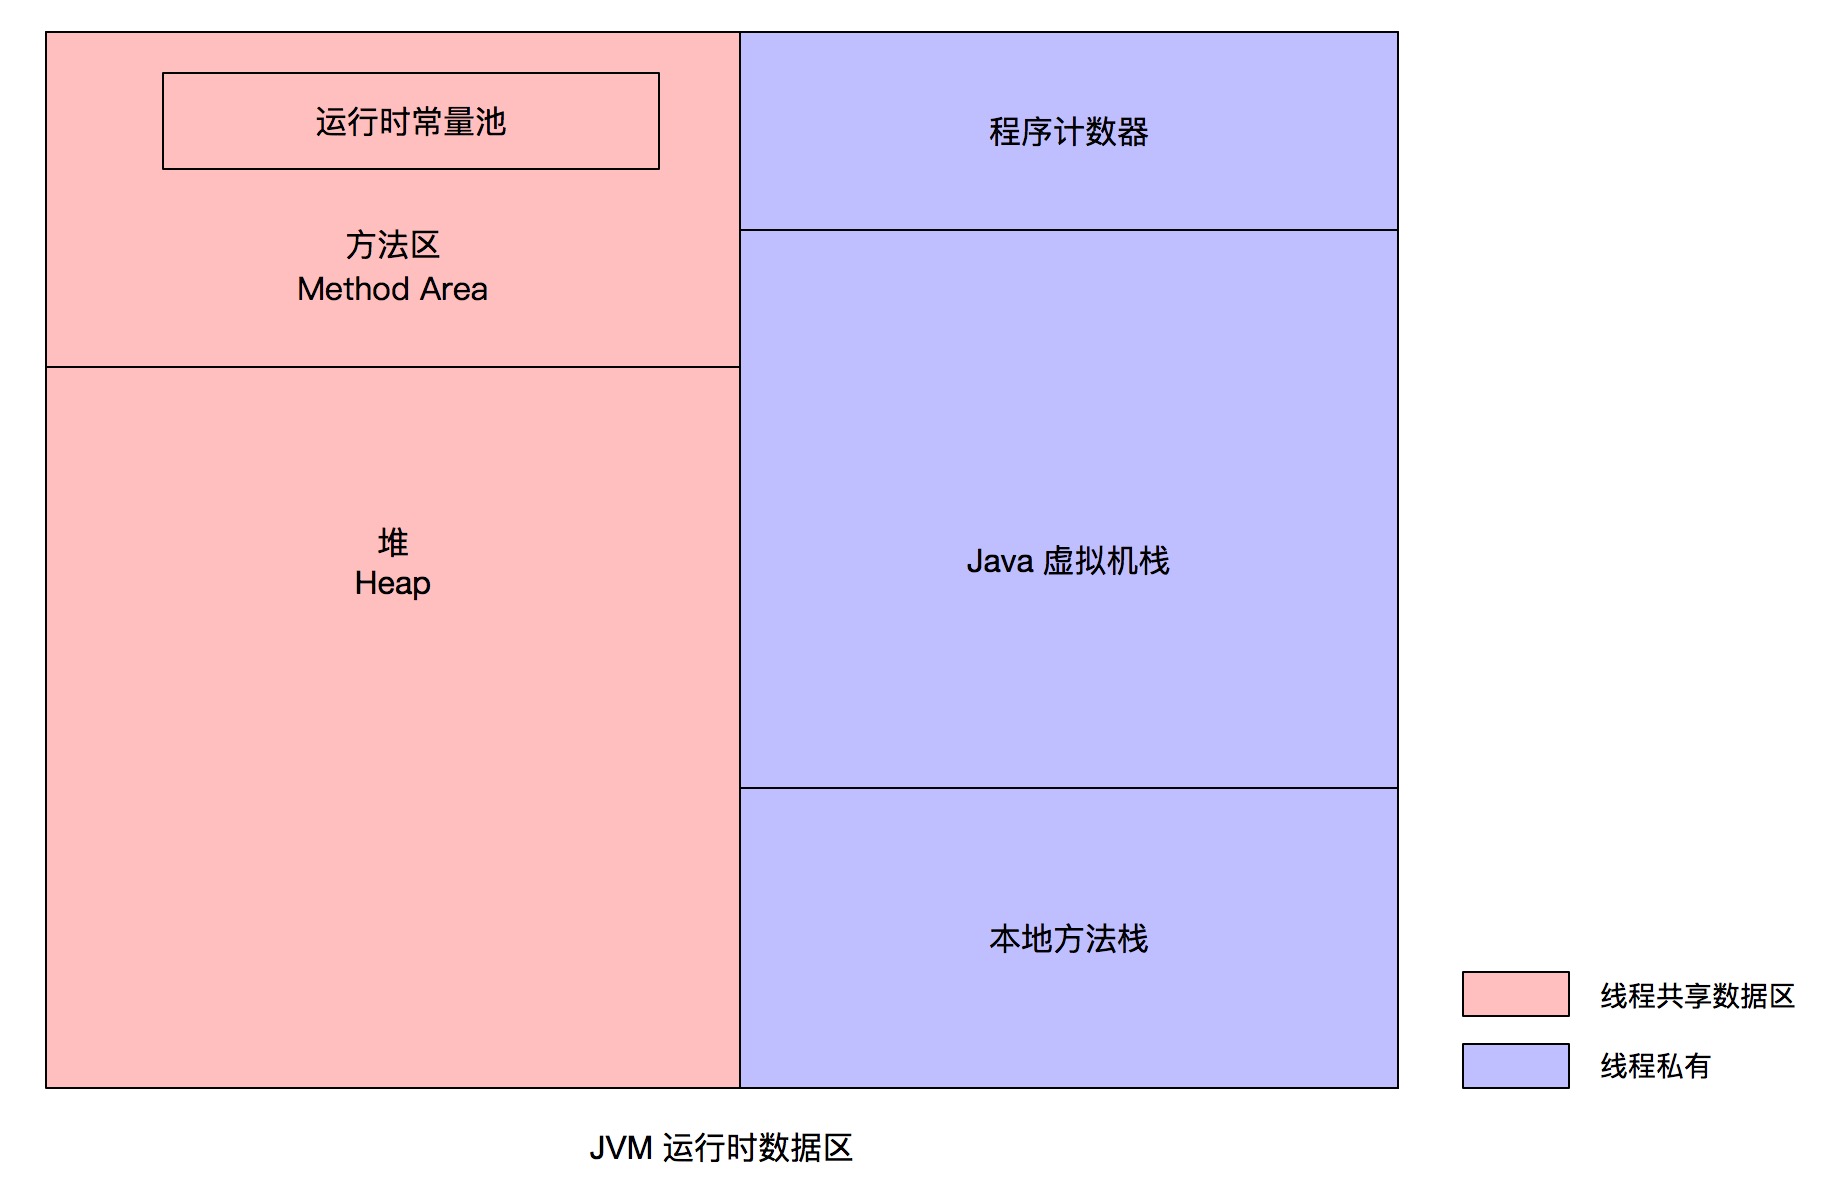 运行时常量池
方法区
Method Area
堆
Heap
程序计数器
Java 虚拟机栈
本地方法栈
线程共享数据区
线程私有
JVM 运行时数据区